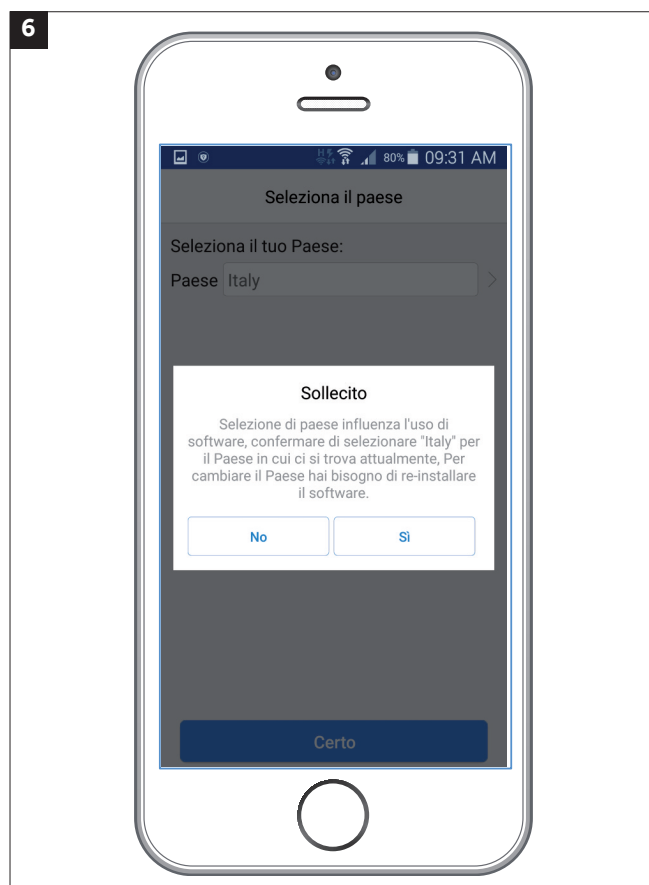 6
80% 09:31 AM
Seleziona il paese
Seleziona il tuo Paese:
Paese Italy
Sollecito
Selezione di paese influenza l'uso di
software, confermare di selezionare "Italy" per
il Paese in cui ci si trova attualmente, Per
cambiare il Paese hai bisogno di re-installare
il software.
No Sì
Certo